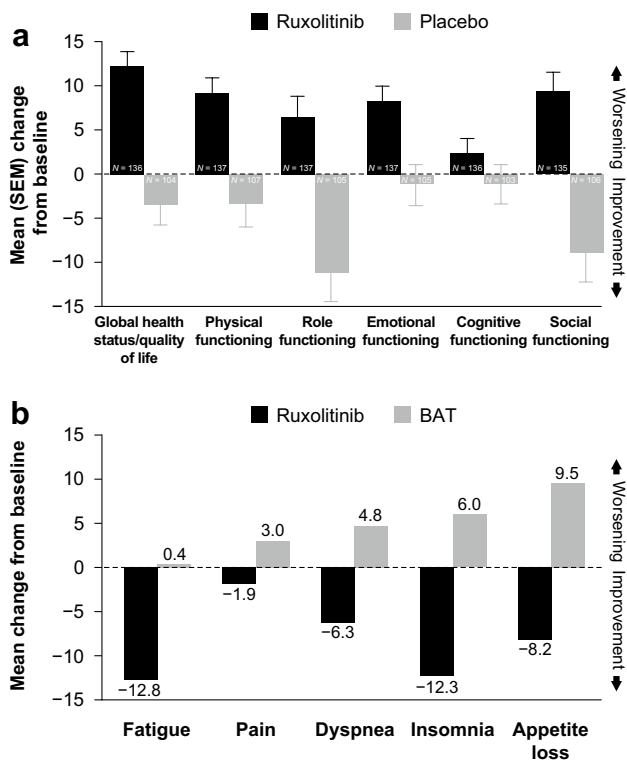 a
Ruxolitinib
Placebo
Mean (SEM) change
from baseline
15
10
5
0
−5
−10
−15
N = 136
N = 104
N = 137
N = 107
N = 137
N = 105
N = 137
N = 105
N = 136
N = 103
N = 135
N = 106
Global health
status/quality
of life
Physical
functioning
Role
functioning
Emotional
functioning
Cognitive
functioning
Social
functioning
Worsening
Improvement
b
Ruxolitinib
BAT
Mean change from baseline
15
10
5
0
−5
−10
−15
0.4
−12.8
3.0
−1.9
4.8
−6.3
6.0
−12.3
9.5
−8.2
Fatigue
Pain
Dyspnea
Insomnia
Appetite
loss
Worsening
Improvement